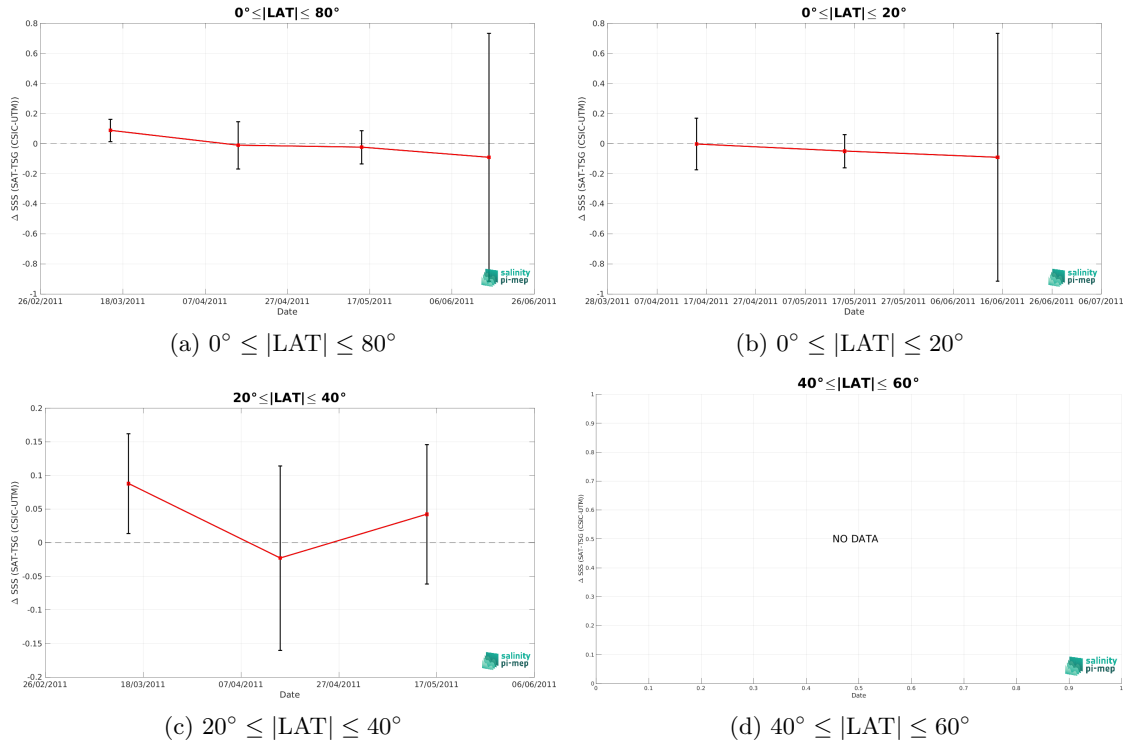 0°≤|LAT|≤ 80°
0.8
0.6
0.4
0.2
0
-0.2
-0.4
-0.6
-0.8
-1
Δ SSS (SAT-TSG (CSIC-UTM))
26/02/2011 18/03/2011 07/04/2011 27/04/2011 17/05/2011 06/06/2011 26/06/2011
Date
salinity
pi-mep
(a) 0° ≤ |LAT| ≤ 80°
0°≤|LAT|≤ 20°
0.8
0.6
0.4
0.2
0
-0.2
-0.4
-0.6
-0.8
-1
Δ SSS (SAT-TSG (CSIC-UTM))
28/03/2011 07/04/2011 17/04/2011 27/04/2011 07/05/2011 17/05/2011 27/05/2011 06/06/2011 16/06/2011 26/06/2011 06/07/2011
Date
salinity
pi-mep
(b) 0° ≤ |LAT| ≤ 20°
20°≤|LAT|≤ 40°
0.2
0.15
0.1
0.05
0
-0.05
-0.1
-0.15
-0.2
Δ SSS (SAT-TSG (CSIC-UTM))
26/02/2011 18/03/2011 07/04/2011 27/04/2011 17/05/2011 06/06/2011
Date
salinity
pi-mep
(c) 20° ≤ |LAT| ≤ 40°
40°≤|LAT|≤ 60°
1
0.9
0.8
0.7
0.6
0.5
0.4
0.3
0.2
0.1
0
Δ SSS (SAT-TSG (CSIC-UTM))
NO DATA
0 0.1 0.2 0.3 0.4 0.5 0.6 0.7 0.8 0.9 1
Date
salinity
pi-mep
(d) 40° ≤ |LAT| ≤ 60°